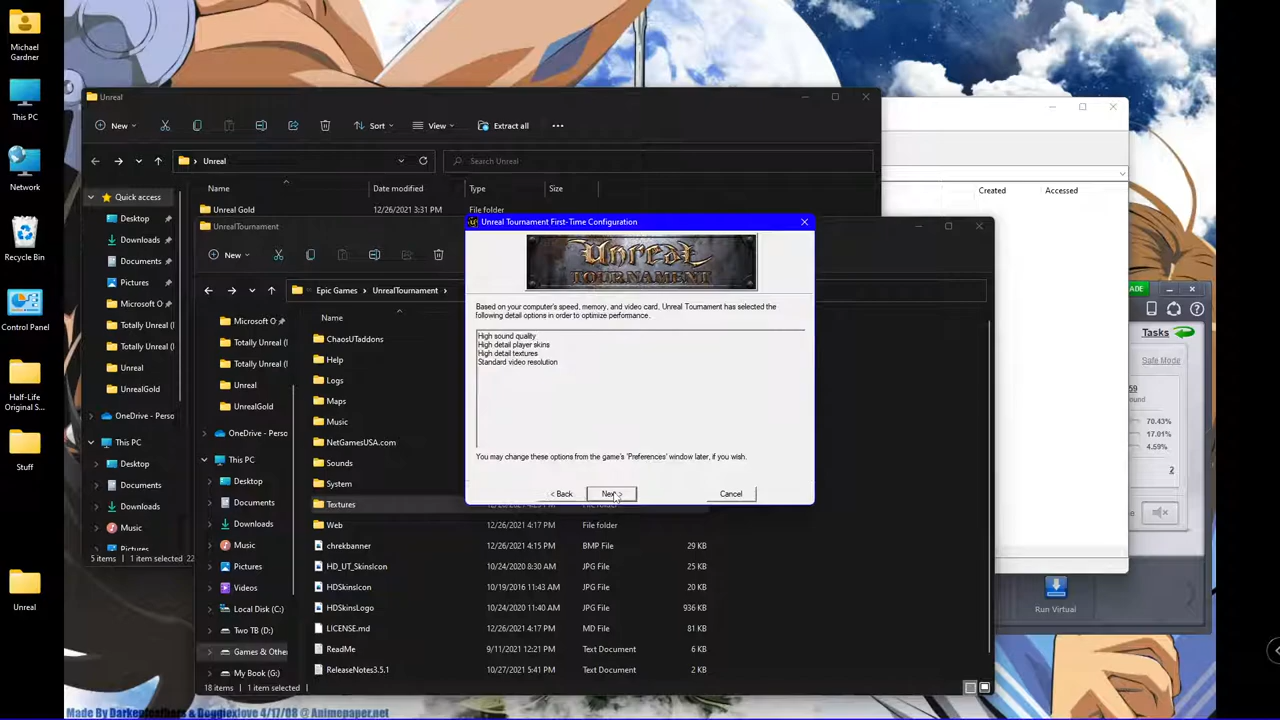 Michael
Gardner
This PC
Network
Recycle Bin
Control Panel
Half-Life
Original S...
Stuff
Unreal
Unreal
New
Sort
View
Extract all
Unreal
Search Unreal
Name
Date modified
Type
Size
Quick access
Desktop
Downloads
Documents
Pictures
Microsoft O
Totally Unreal (I
Totally Unreal (I
Unreal
UnrealGold
OneDrive - Perso
This PC
Desktop
Documents
Downloads
Music
Pictures
5 items
1 item selected
22
Unreal Gold
12/26/2021 3:31 PM
File folder
UnrealTournament
New
Epic Games
UnrealTournament
Microsoft O
Totally Unreal (
Totally Unreal (
Unreal
UnrealGold
OneDrive - Perso
This PC
Desktop
Documents
Downloads
Music
Pictures
Videos
Local Disk (C:)
Two TB (D:)
Games & Othe
My Book (G:)
18 items
1 item selected
Name
ChaosUTaddons
Help
Logs
Maps
Music
NetGamesUSA.com
Sounds
System
Textures
Web
12/26/2021 4:17 PM
File folder
chrekbanner
12/26/2021 4:15 PM
BMP File
29 KB
HD_UT_SkinsIcon
10/24/2020 8:30 AM
JPG File
25 KB
HDSkinsIcon
10/19/2016 11:43 AM
JPG File
20 KB
HDSkinsLogo
10/24/2020 11:40 AM
JPG File
936 KB
LICENSE.md
12/26/2021 4:17 PM
MD File
81 KB
ReadMe
9/11/2021 12:21 PM
Text Document
6 KB
ReleaseNotes3.5.1
10/27/2021 5:41 PM
Text Document
2 KB
Unreal Tournament First-Time Configuration
Unreal
TOURNAMENT
Based on your computer's speed, memory, and video card, Unreal Tournament has selected the
following detail options in order to optimize performance.
High sound quality
High detail player skins
High detail textures
Standard video resolution
You may change these options from the game's 'Preferences' window later, if you wish.
< Back
Next >
Cancel
Created
Accessed
Tasks
Safe Mode
59
70.43%
17.01%
4.59%
2
Run Virtual
Made By Darkepfeathers & Doggiexlove 4/17/08 @ Animepaper.net